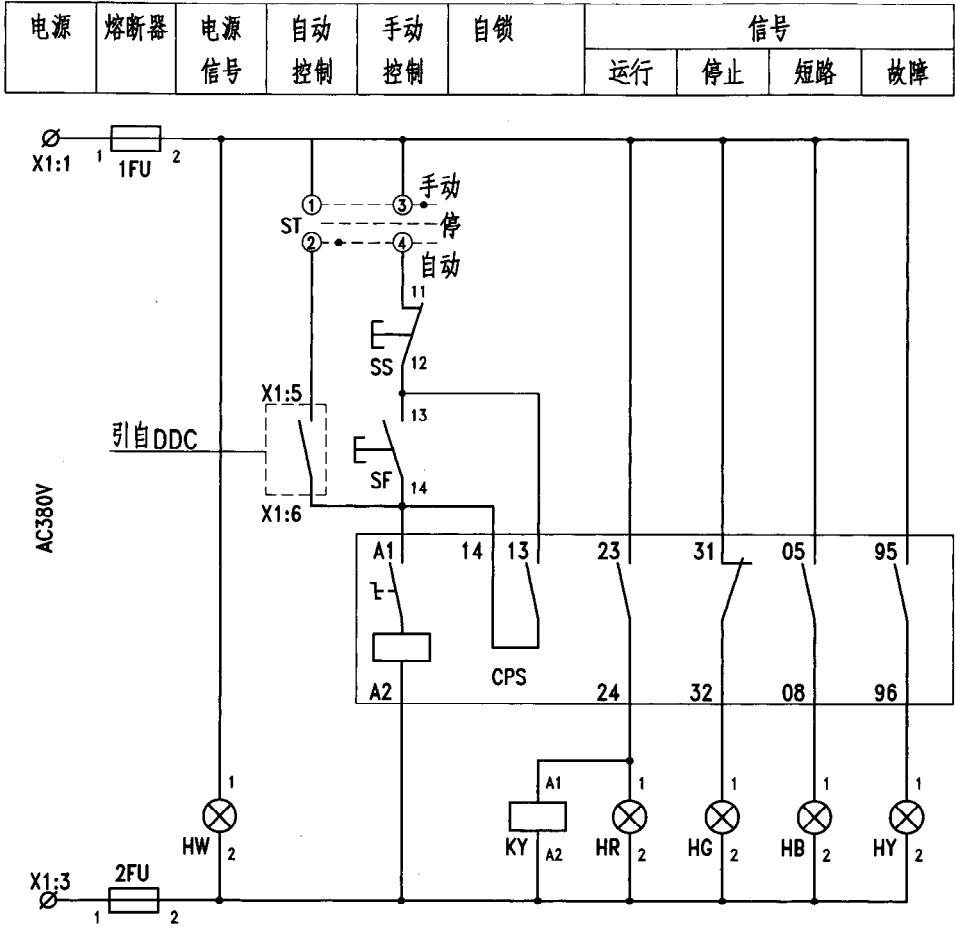 电源 熔断器 电源信号 自动控制 手动控制 自锁 信号
运行 停止 短路 故障
X1:1
1 1FU 2
手动
1 3
ST 停
2 4
自动
11
SS 12
X1:5
13
引自DDC
SF
14
X1:6
AC380V
A1 14 13 23 31 05 95
CPS
A2 24 32 08 96
1 A1 1 1 1 1
HW KY HR HG HB HY
2 A2 2 2 2 2
X1:3
2FU
1 2